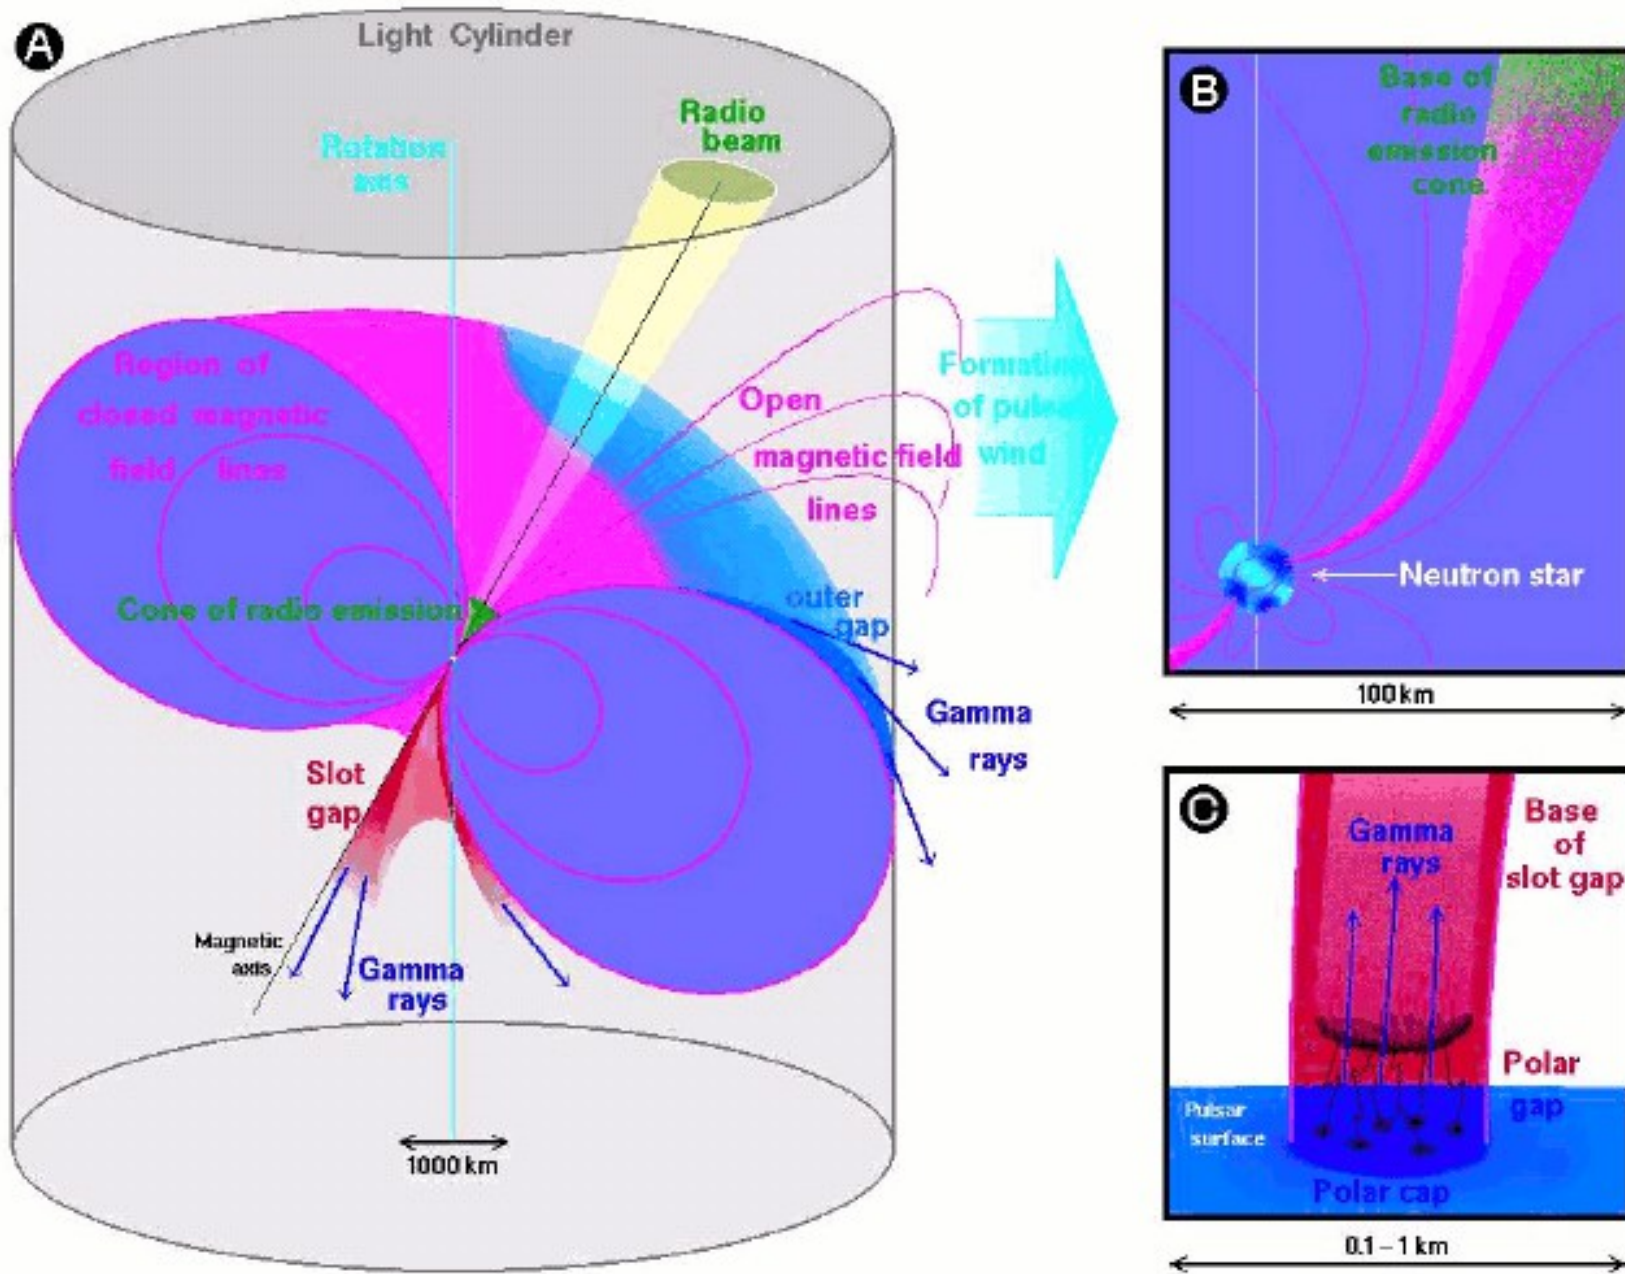 A
Light Cylinder
Rotation
axis
Radio
beam
Region of
closed magnetic
field lines
Open
magnetic field
lines
Formation
of pulsar
wind
Cone of radio emission
outer
gap
Gamma
rays
Slot
gap
Magnetic
axis
Gamma
rays
1000 km
B
Base of
radio
emission
cone
Neutron star
100 km
C
Gamma
rays
Base
of
slot gap
Polar
gap
Pulsar
surface
Polar cap
0.1 – 1 km